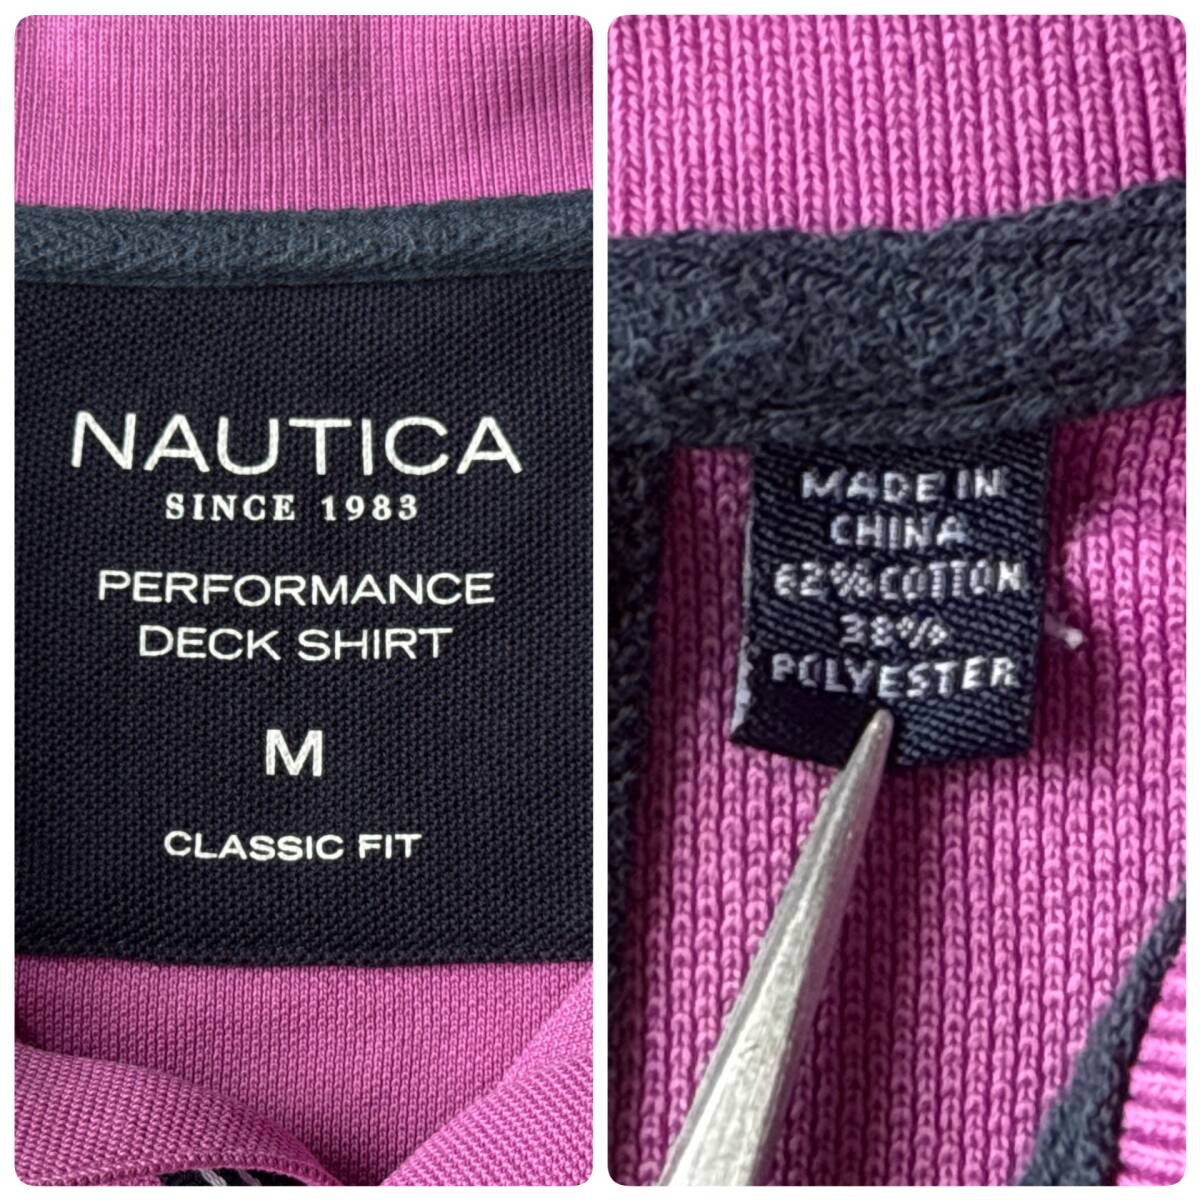 NAUTICA
SINCE 1983
PERFORMANCE
DECK SHIRT
M
CLASSIC FIT
MADE IN
CHINA
62% COTTON
38%
POLYESTER